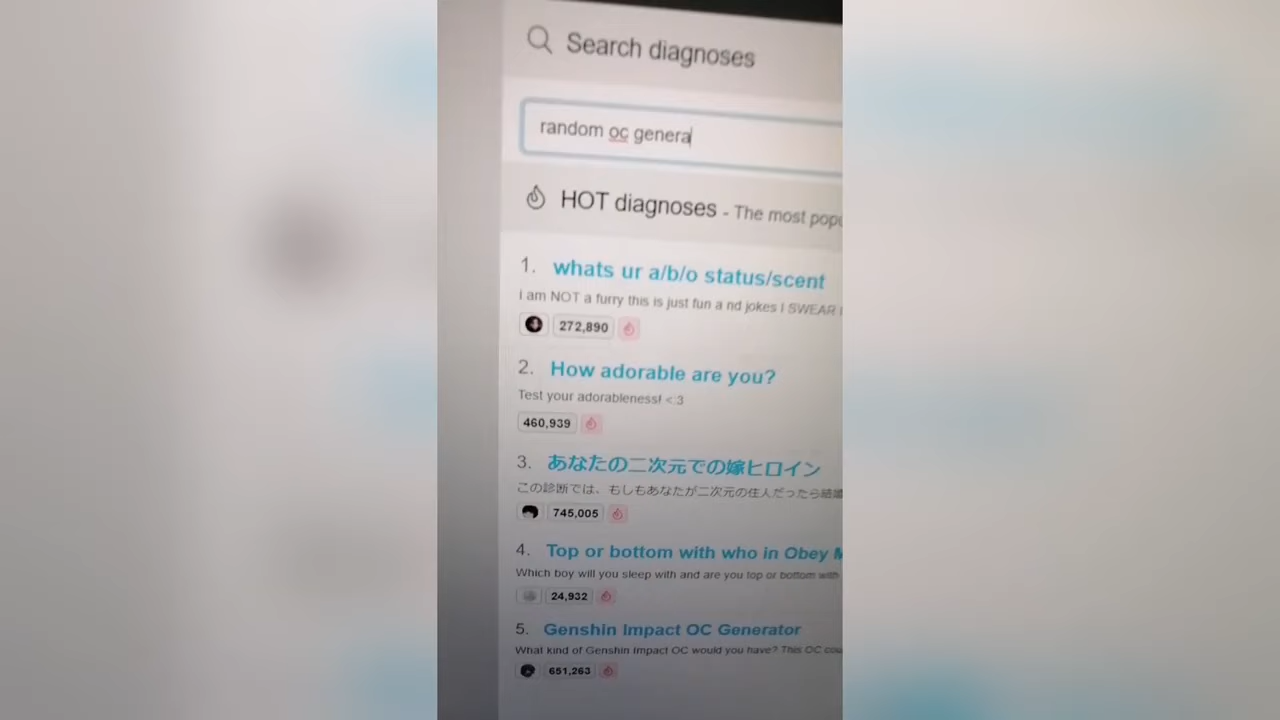 Search diagnoses
random oc genera
HOT diagnoses - The most popu
1. whats ur a/b/o status/scent
I am NOT a furry this is just fun a nd jokes I SWEAR
272,890
2. How adorable are you?
Test your adorableness! <3
460,939
3. あなたの二次元での嫁ヒロイン
この診断では、もしもあなたが二次元の住人だったら結婚
745,005
4. Top or bottom with who in Obey M
Which boy will you sleep with and are you top or bottom with
24,932
5. Genshin Impact OC Generator
What kind of Genshin Impact OC would you have? This OC cou
651,263